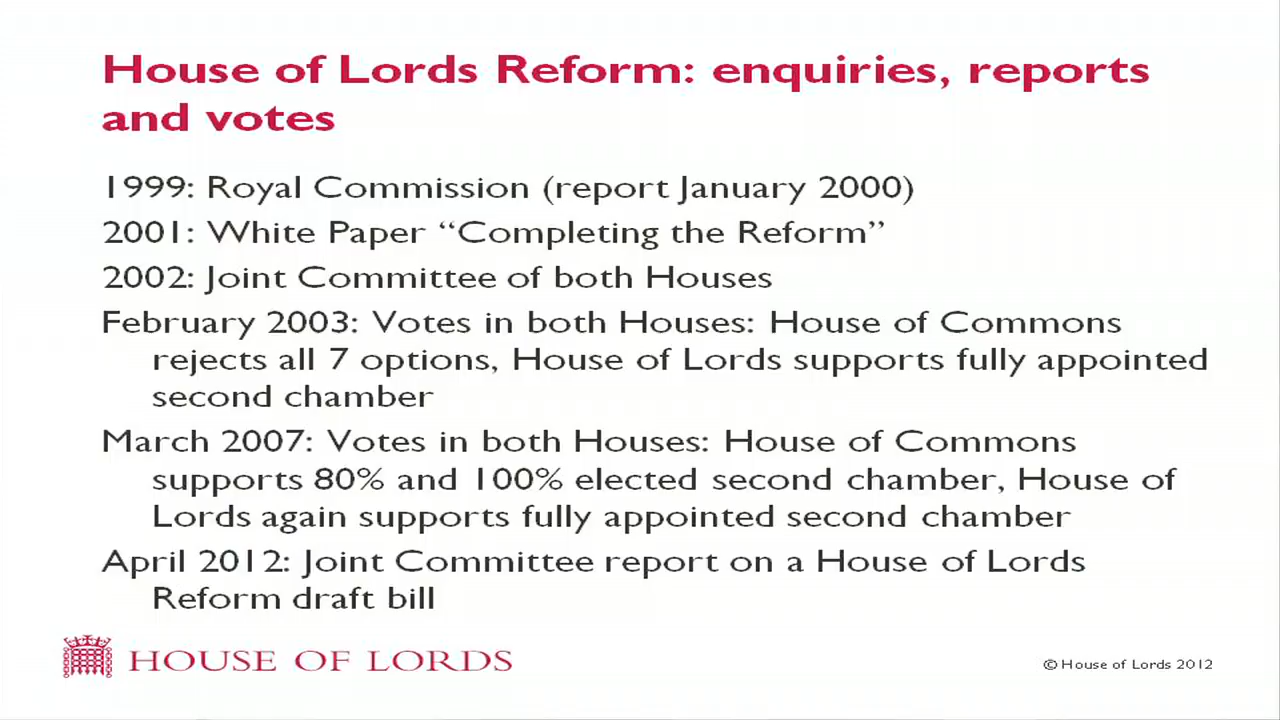 House of Lords Reform: enquiries, reports
and votes
1999: Royal Commission (report January 2000)
2001: White Paper “Completing the Reform”
2002: Joint Committee of both Houses
February 2003: Votes in both Houses: House of Commons
rejects all 7 options, House of Lords supports fully appointed
second chamber
March 2007: Votes in both Houses: House of Commons
supports 80% and 100% elected second chamber, House of
Lords again supports fully appointed second chamber
April 2012: Joint Committee report on a House of Lords
Reform draft bill
HOUSE OF LORDS
© House of Lords 2012